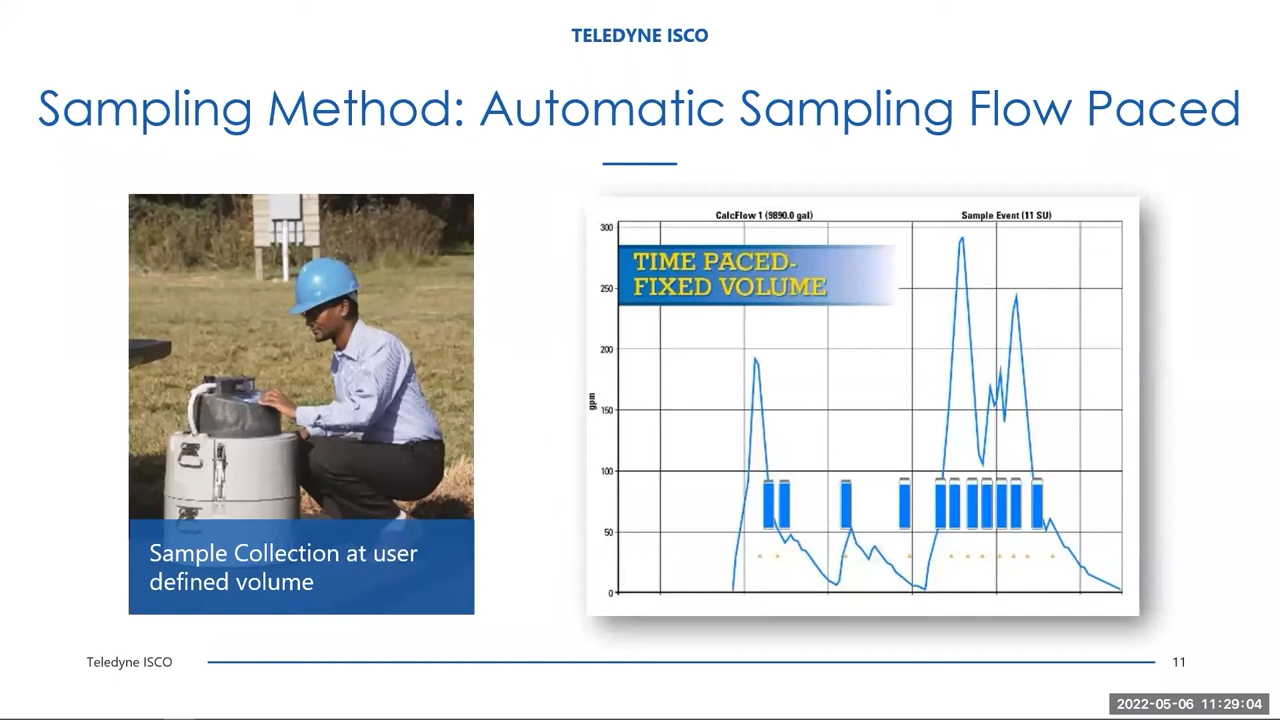 TELEDYNE ISCO
Sampling Method: Automatic Sampling Flow Paced
Sample Collection at user
defined volume
CalcFlow 1 (9890.0 gal)
Sample Event (11 SU)
TIME PACED-
FIXED VOLUME
300
250
200
150
100
50
0
gpm
Teledyne ISCO
11
2022-05-06 11:29:04